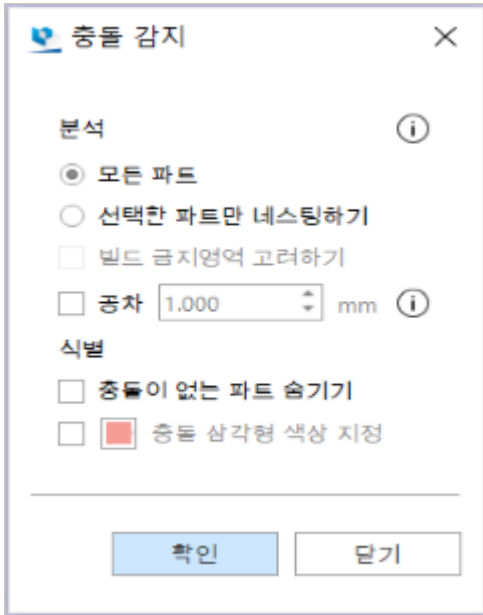 충돌 감지
분석
모든 파트
선택한 파트만 네스팅하기
빌드 금지영역 고려하기
공차 1.000 mm
식별
충돌이 없는 파트 숨기기
충돌 삼각형 색상 지정
확인 닫기